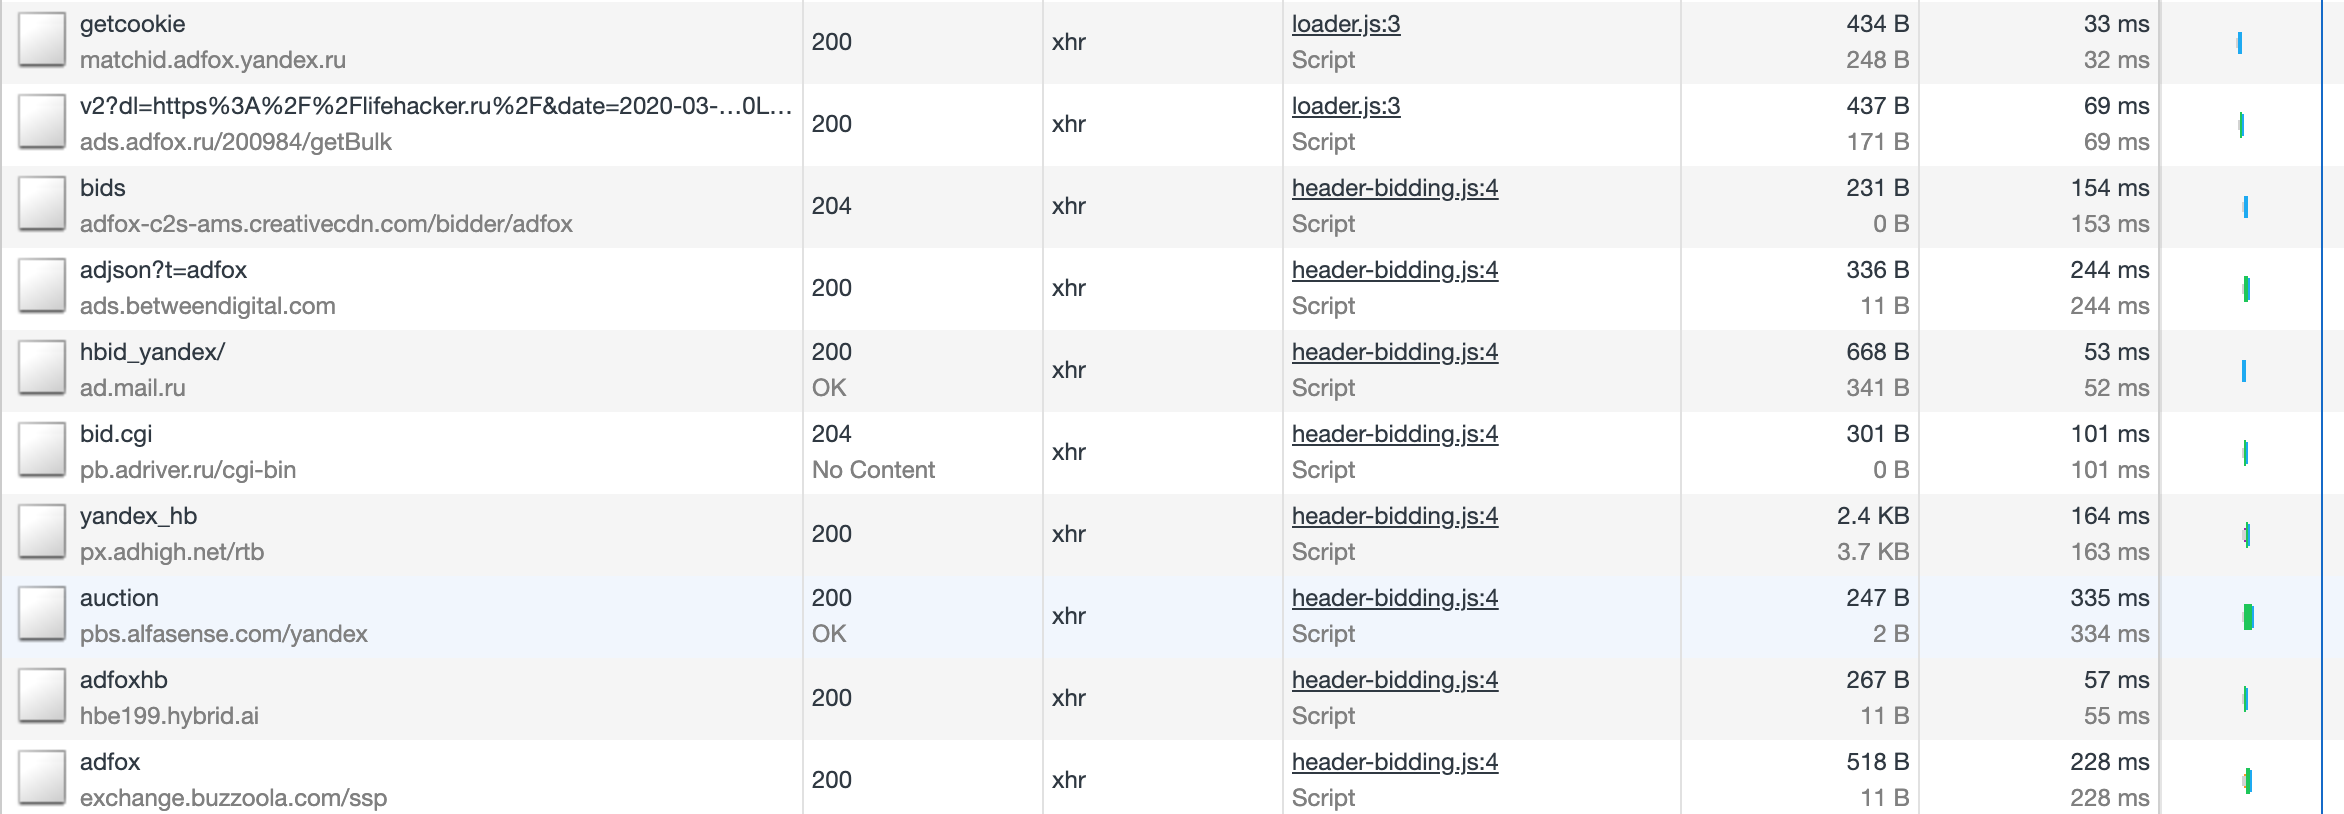 getcookie
matchid.adfox.yandex.ru
200
xhr
loader.js:3
Script
434 B
248 B
33 ms
32 ms
v2?dl=https%3A%2F%2Flifehacker.ru%2F&date=2020-03-…0L…
ads.adfox.ru/200984/getBulk
200
xhr
loader.js:3
Script
437 B
171 B
69 ms
69 ms
bids
adfox-c2s-ams.creativecdn.com/bidder/adfox
204
xhr
header-bidding.js:4
Script
231 B
0 B
154 ms
153 ms
adjson?t=adfox
ads.betweendigital.com
200
xhr
header-bidding.js:4
Script
336 B
11 B
244 ms
244 ms
hbid_yandex/
ad.mail.ru
200
OK
xhr
header-bidding.js:4
Script
668 B
341 B
53 ms
52 ms
bid.cgi
pb.adriver.ru/cgi-bin
204
No Content
xhr
header-bidding.js:4
Script
301 B
0 B
101 ms
101 ms
yandex_hb
px.adhigh.net/rtb
200
xhr
header-bidding.js:4
Script
2.4 KB
3.7 KB
164 ms
163 ms
auction
pbs.alfasense.com/yandex
200
OK
xhr
header-bidding.js:4
Script
247 B
2 B
335 ms
334 ms
adfoxhb
hbe199.hybrid.ai
200
xhr
header-bidding.js:4
Script
267 B
11 B
57 ms
55 ms
adfox
exchange.buzzoola.com/ssp
200
xhr
header-bidding.js:4
Script
518 B
11 B
228 ms
228 ms